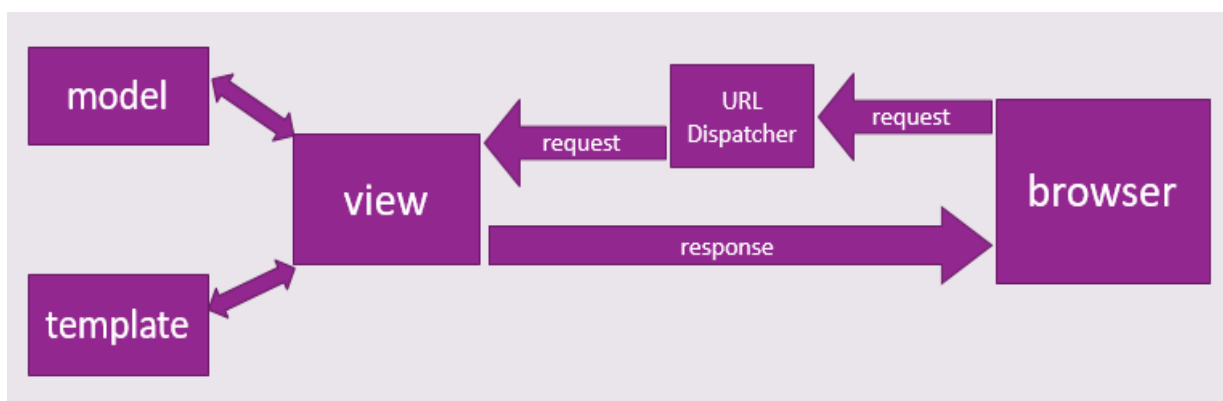 model
URL
Dispatcher
request
request
view
browser
response
template